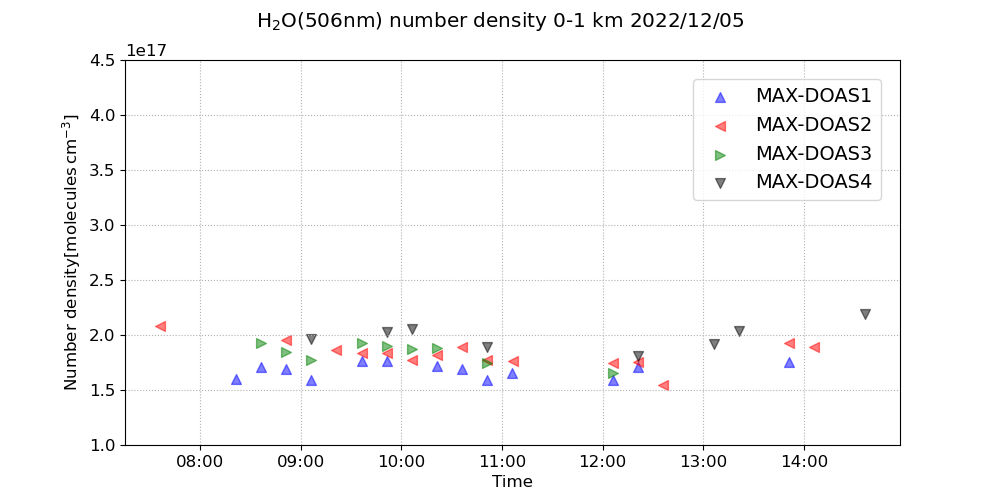 H₂O(506nm) number density 0-1 km 2022/12/05
1e17
4.5
4.0
3.5
3.0
2.5
2.0
1.5
1.0
Number density[molecules cm⁻³]
MAX-DOAS1
MAX-DOAS2
MAX-DOAS3
MAX-DOAS4
08:00 09:00 10:00 11:00 12:00 13:00 14:00
Time